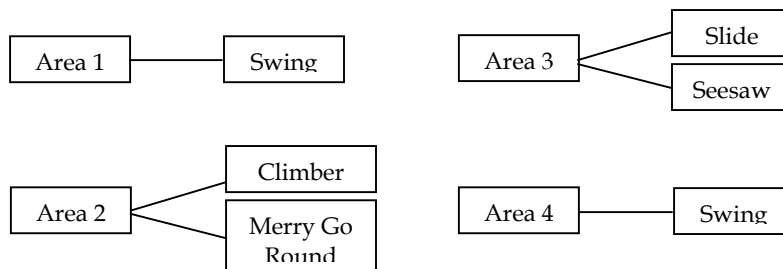 Area 1
Swing
Area 2
Climber
Merry Go
Round
Area 3
Slide
Seesaw
Area 4
Swing